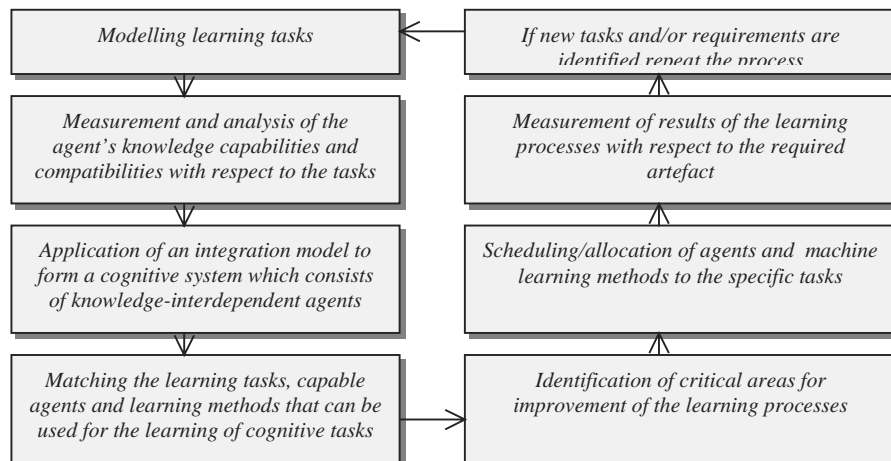 Modelling learning tasks
Measurement and analysis of the
agent's knowledge capabilities and
compatibilities with respect to the tasks
Application of an integration model to
form a cognitive system which consists
of knowledge-interdependent agents
Matching the learning tasks, capable
agents and learning methods that can be
used for the learning of cognitive tasks
Identification of critical areas for
improvement of the learning processes
Scheduling/allocation of agents and machine
learning methods to the specific tasks
Measurement of results of the learning
processes with respect to the required
artefact
If new tasks and/or requirements are
identified repeat the process